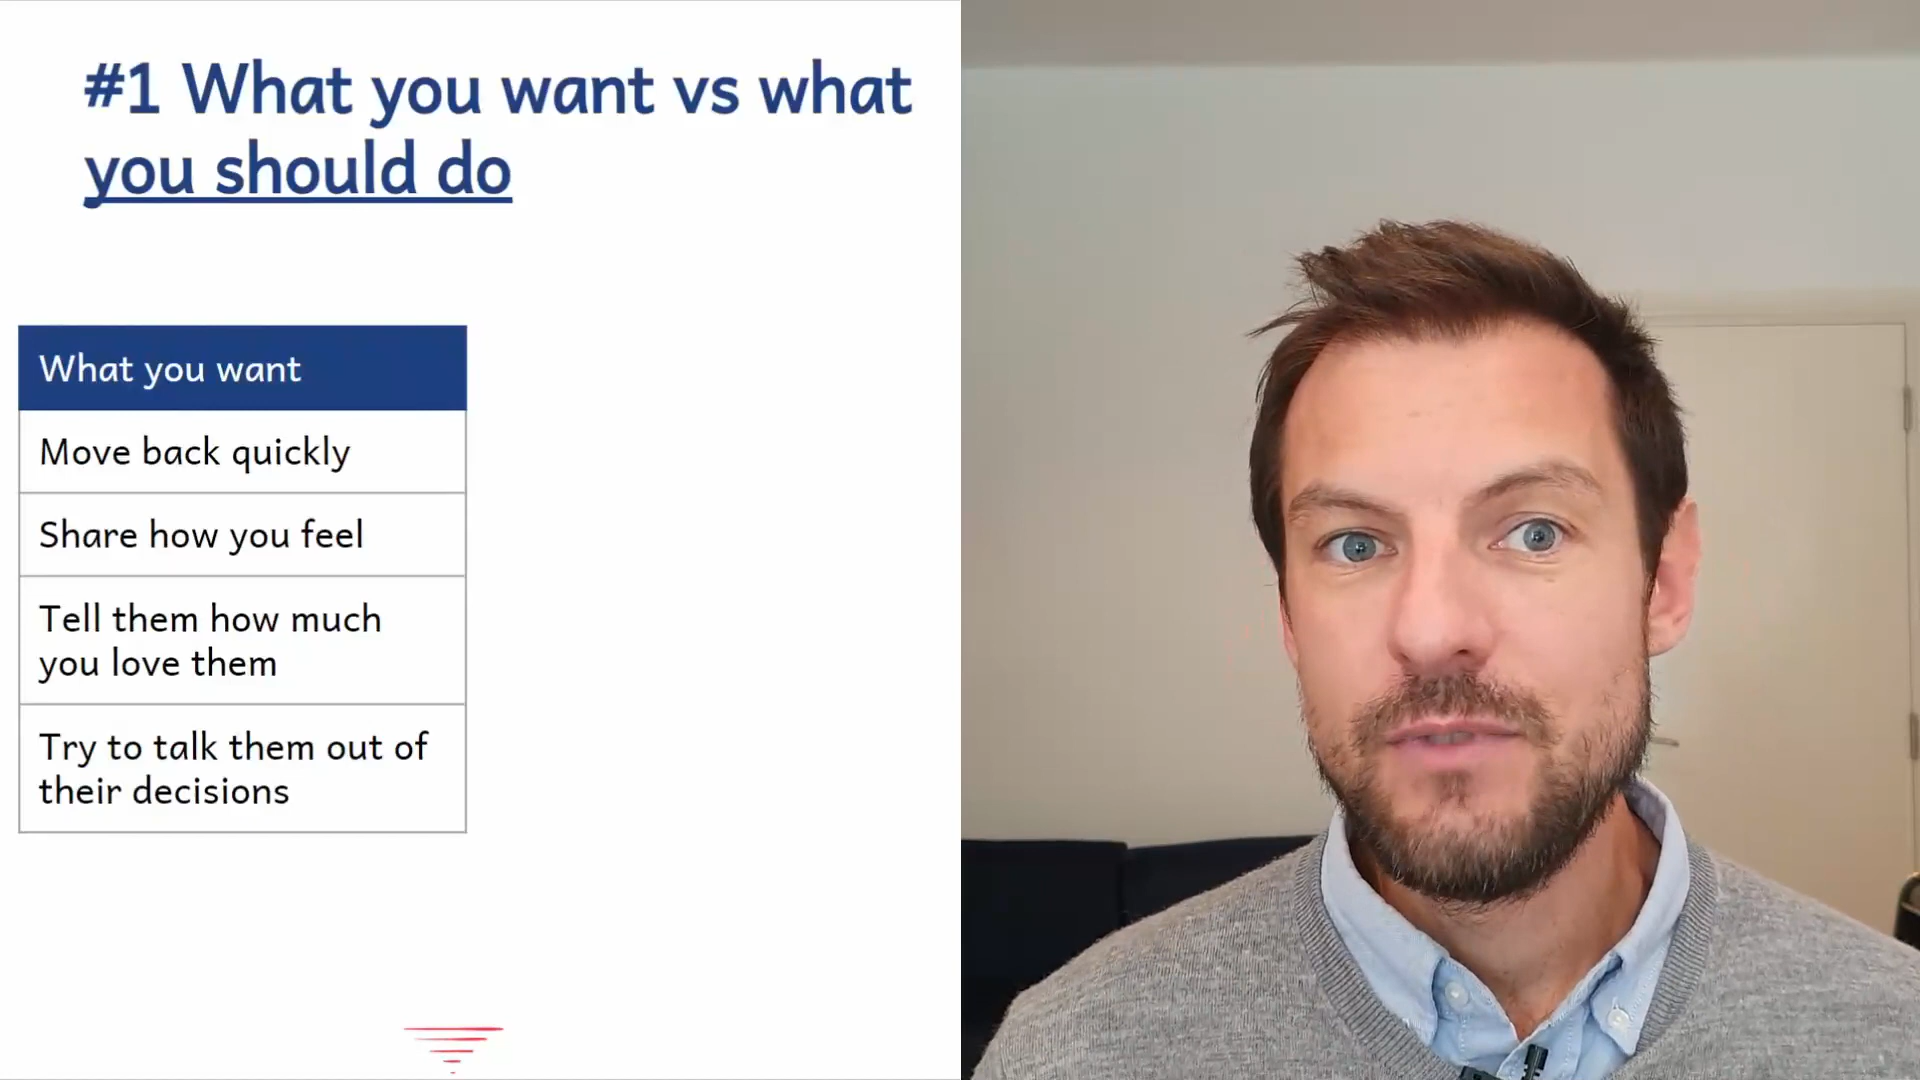 #1 What you want vs what
you should do
What you want
Move back quickly
Share how you feel
Tell them how much
you love them
Try to talk them out of
their decisions